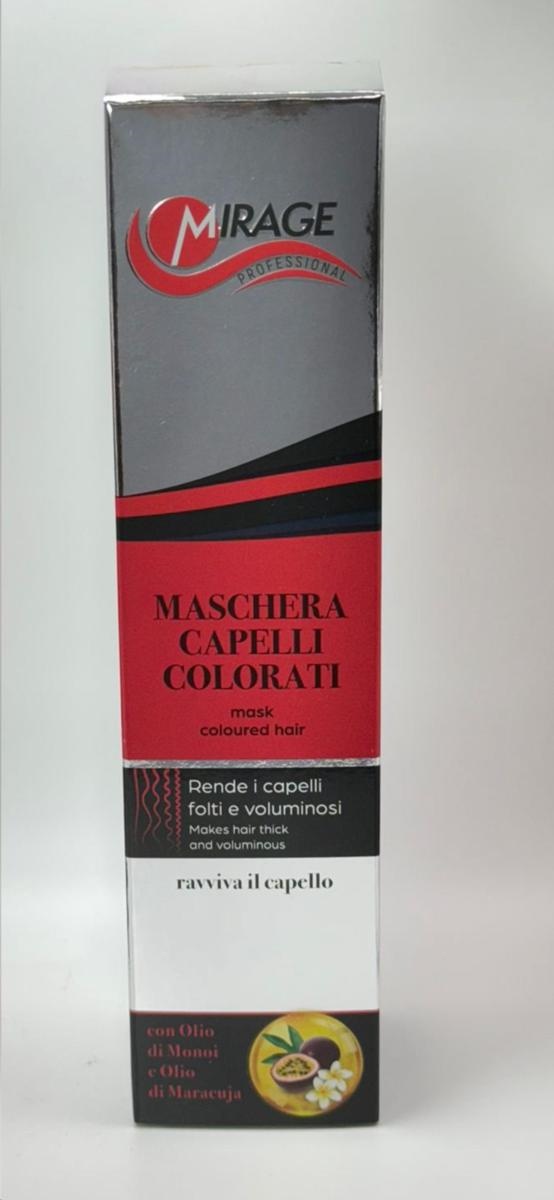 MIRAGE
PROFESSIONAL
MASCHERA
CAPELLI
COLORATI
mask
coloured hair
Rende i capelli
folti e voluminosi
Makes hair thick
and voluminous
ravviva il capello
con Olio
di Monoi
e Olio
di Maracuja